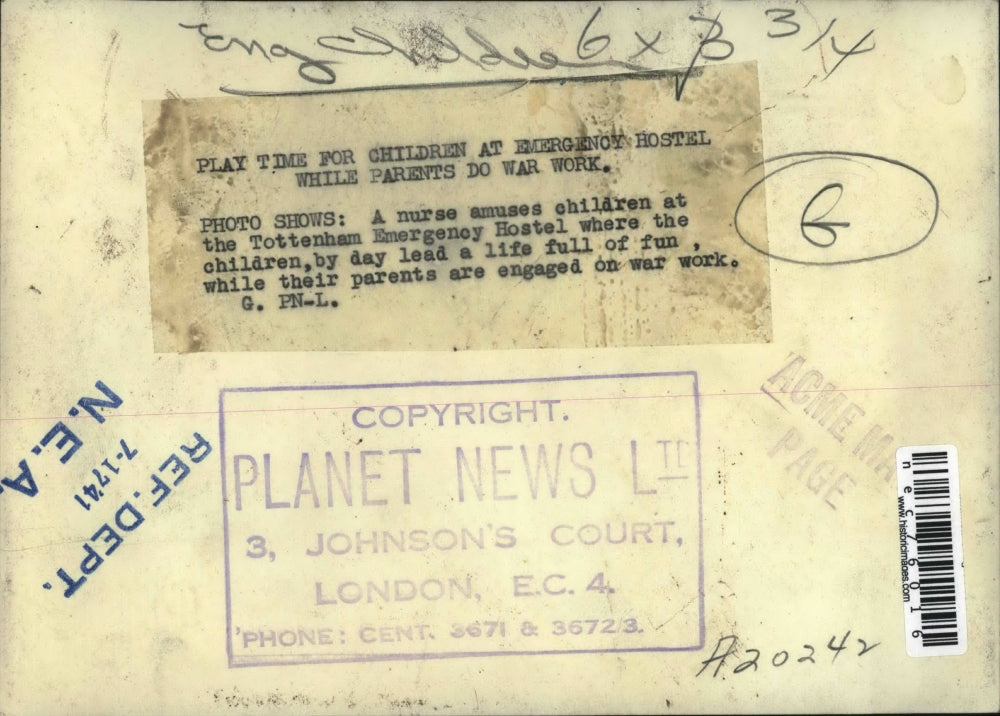 Eng Children 6 x 8 3/4
PLAY TIME FOR CHILDREN AT EMERGENCY HOSTEL
WHILE PARENTS DO WAR WORK.
PHOTO SHOWS: A nurse amuses children at
the Tottenham Emergency Hostel where the
children,by day lead a life full of fun ,
while their parents are engaged on war work.
G. PN-L.
COPYRIGHT.
PLANET NEWS LTD
3, JOHNSON'S COURT,
LONDON, E.C. 4.
'PHONE: CENT. 3671 & 3672/3.
N.E.A.
7-17'41
REF. DEPT.
ACME MA
PAGE
nec76016
www.historicimages.com
A20242